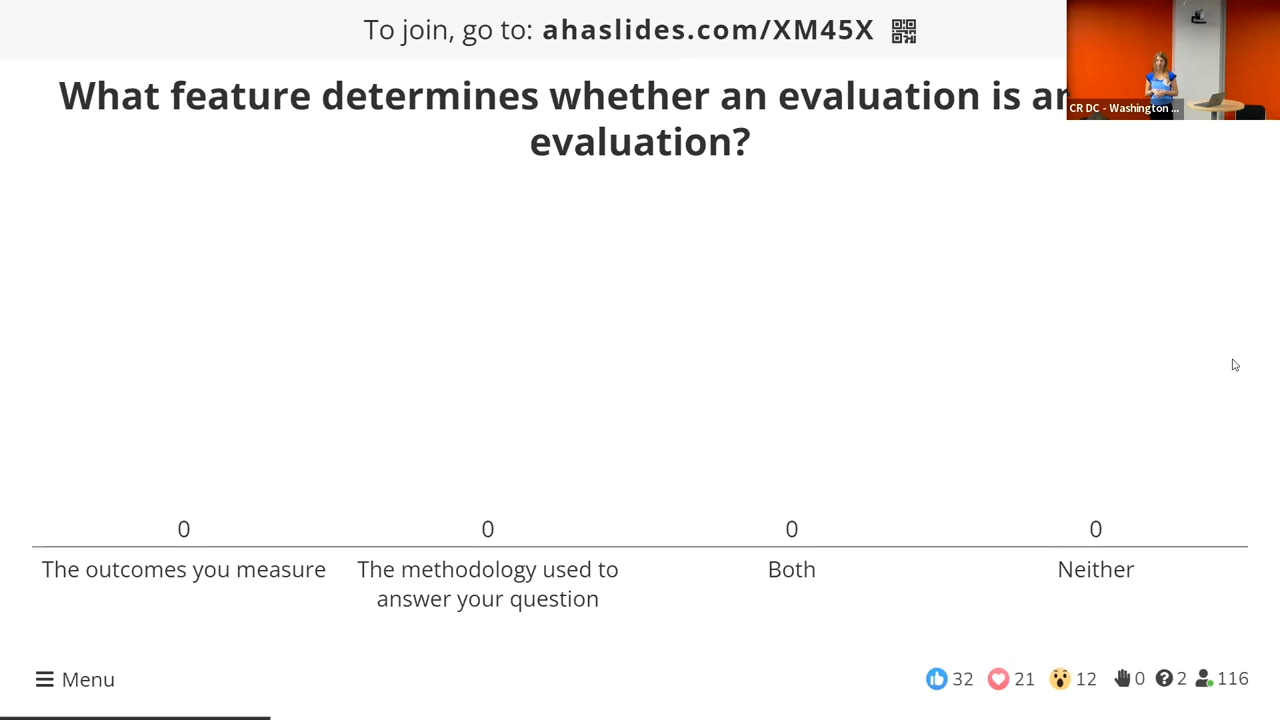 To join, go to: ahaslides.com/XM45X
What feature determines whether an evaluation is
evaluation?
CR DC - Washington ...
0
0
0
0
The outcomes you measure
The methodology used to
answer your question
Both
Neither
Menu
32
21
12
0
2
116